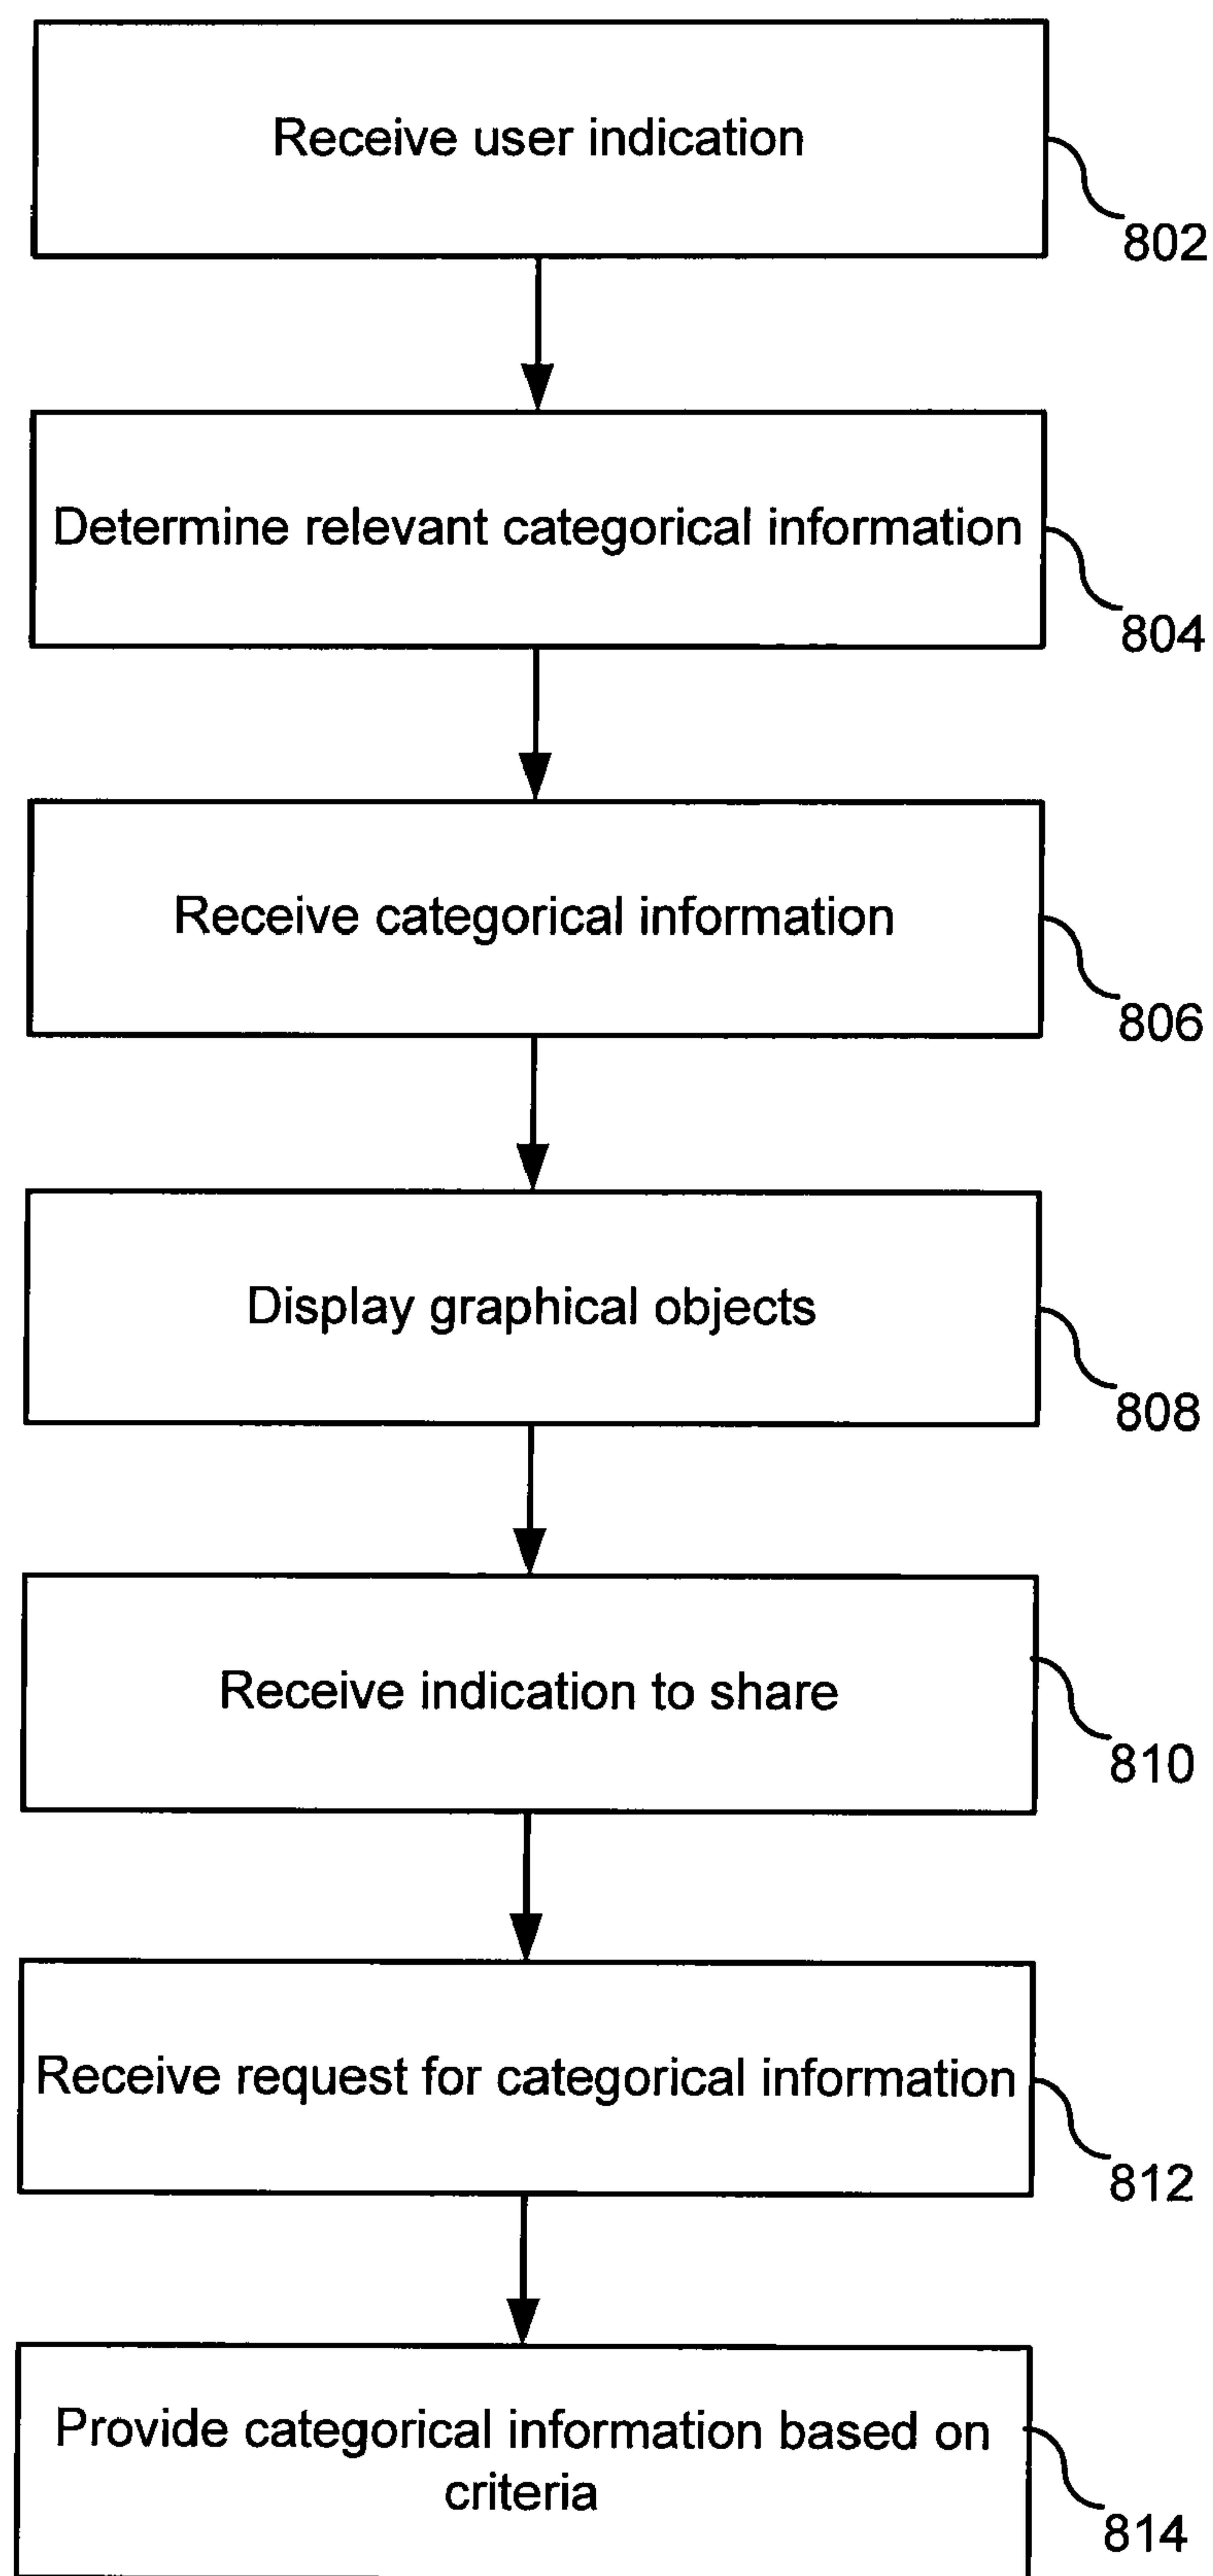 Receive user indication
802
Determine relevant categorical information
804
Receive categorical information
806
Display graphical objects
808
Receive indication to share
810
Receive request for categorical information
812
Provide categorical information based on
criteria
814